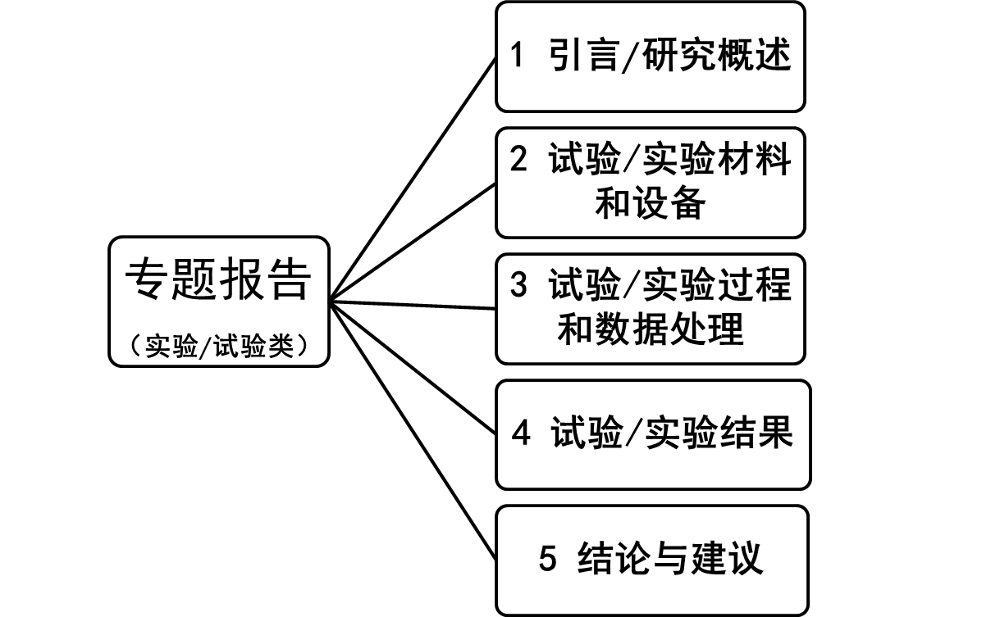 专题报告
（实验/试验类）
1 引言/研究概述
2 试验/实验材料
和设备
3 试验/实验过程
和数据处理
4 试验/实验结果
5 结论与建议